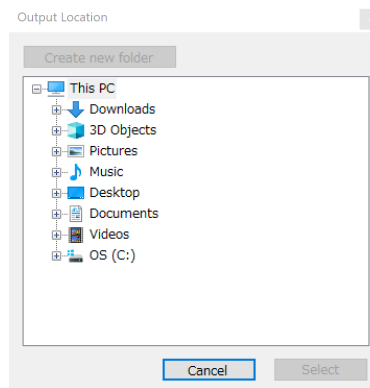 Output Location
Create new folder
This PC
Downloads
3D Objects
Pictures
Music
Desktop
Documents
Videos
OS (C:)
Cancel
Select